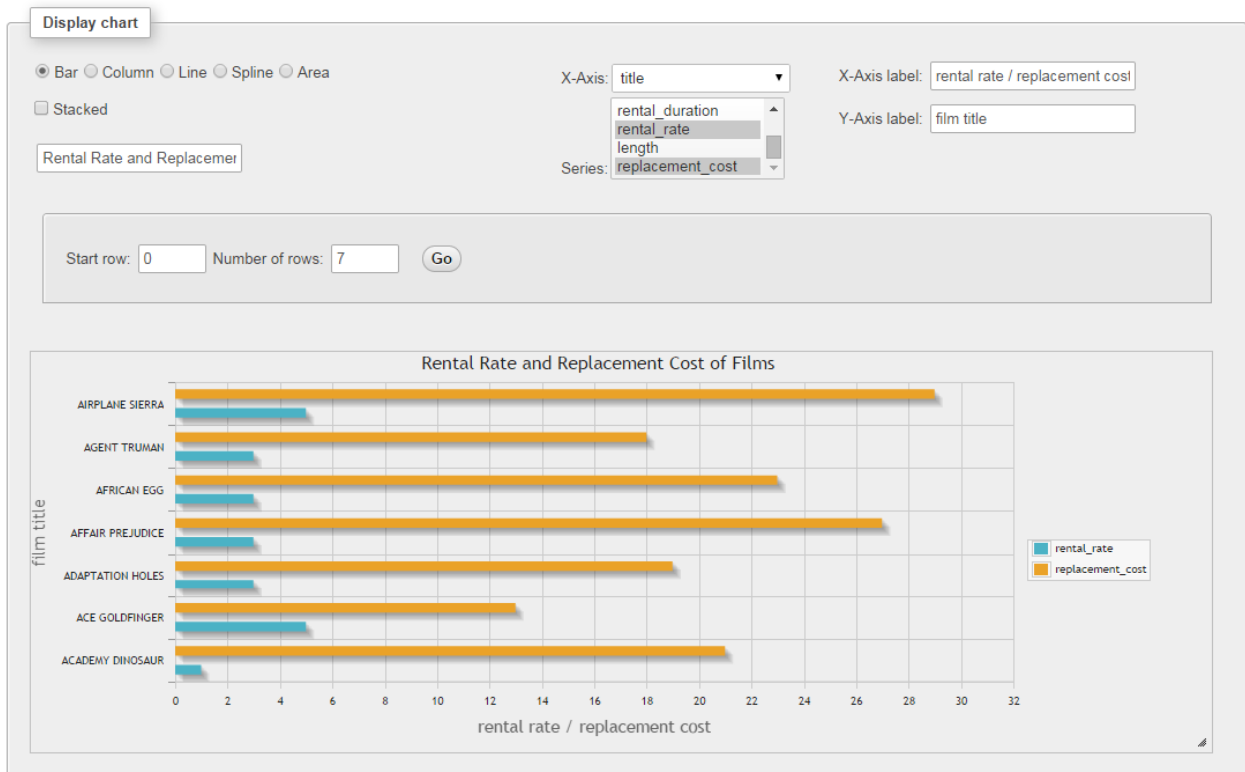 Display chart
Bar Column Line Spline Area
Stacked
Rental Rate and Replacemer
X-Axis: title
rental_duration
rental_rate
length
Series: replacement_cost
X-Axis label: rental rate / replacement cost
Y-Axis label: film title
Start row: 0 Number of rows: 7 Go
Rental Rate and Replacement Cost of Films
film title
AIRPLANE SIERRA
AGENT TRUMAN
AFRICAN EGG
AFFAIR PREJUDICE
ADAPTATION HOLES
ACE GOLDFINGER
ACADEMY DINOSAUR
0 2 4 6 8 10 12 14 16 18 20 22 24 26 28 30 32
rental rate / replacement cost
rental_rate
replacement_cost